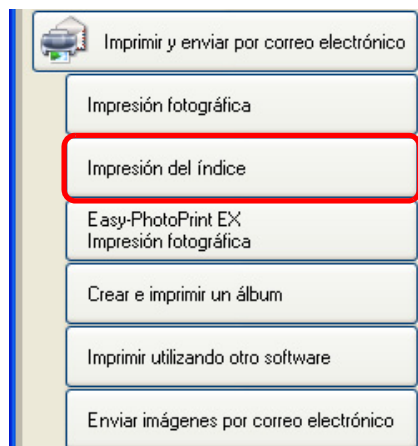 Imprimir y enviar por correo electrónico
Impresión fotográfica
Impresión del índice
Easy-PhotoPrint EX
Impresión fotográfica
Crear e imprimir un álbum
Imprimir utilizando otro software
Enviar imágenes por correo electrónico